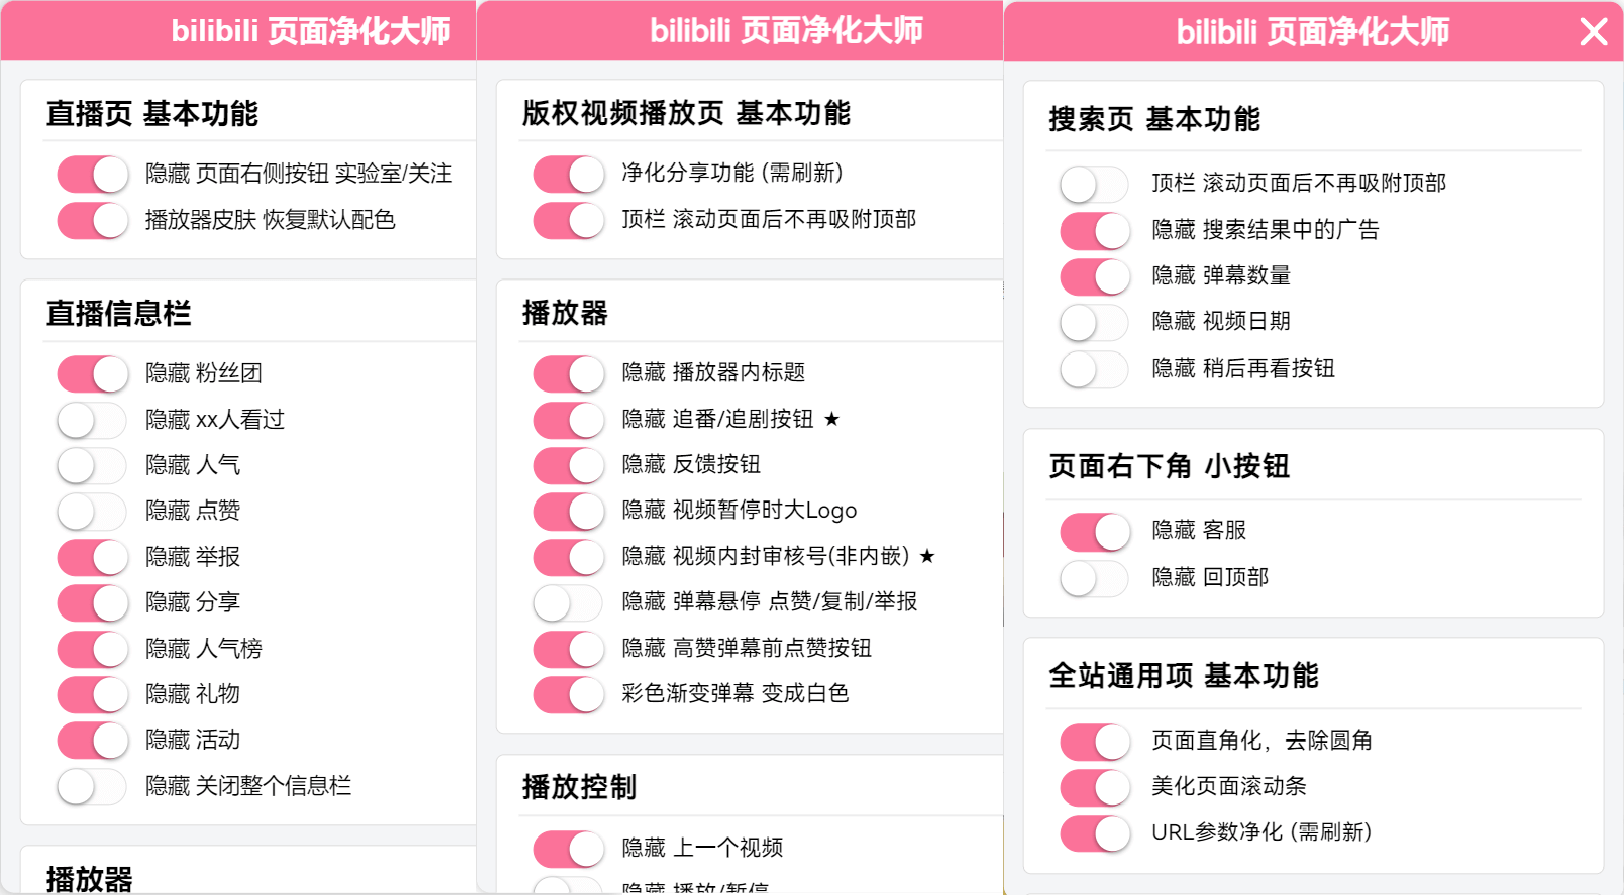 bilibili 页面净化大师
直播页 基本功能
隐藏 页面右侧按钮 实验室/关注
播放器皮肤 恢复默认配色
直播信息栏
隐藏 粉丝团
隐藏 xx人看过
隐藏 人气
隐藏 点赞
隐藏 举报
隐藏 分享
隐藏 人气榜
隐藏 礼物
隐藏 活动
隐藏 关闭整个信息栏
播放器
bilibili 页面净化大师
版权视频播放页 基本功能
净化分享功能 (需刷新)
顶栏 滚动页面后不再吸附顶部
播放器
隐藏 播放器内标题
隐藏 追番/追剧按钮 ★
隐藏 反馈按钮
隐藏 视频暂停时大Logo
隐藏 视频内封审核号(非内嵌) ★
隐藏 弹幕悬停 点赞/复制/举报
隐藏 高赞弹幕前点赞按钮
彩色渐变弹幕 变成白色
播放控制
隐藏 上一个视频
隐藏 播放/暂停
bilibili 页面净化大师
搜索页 基本功能
顶栏 滚动页面后不再吸附顶部
隐藏 搜索结果中的广告
隐藏 弹幕数量
隐藏 视频日期
隐藏 稍后再看按钮
页面右下角 小按钮
隐藏 客服
隐藏 回顶部
全站通用项 基本功能
页面直角化，去除圆角
美化页面滚动条
URL参数净化 (需刷新)